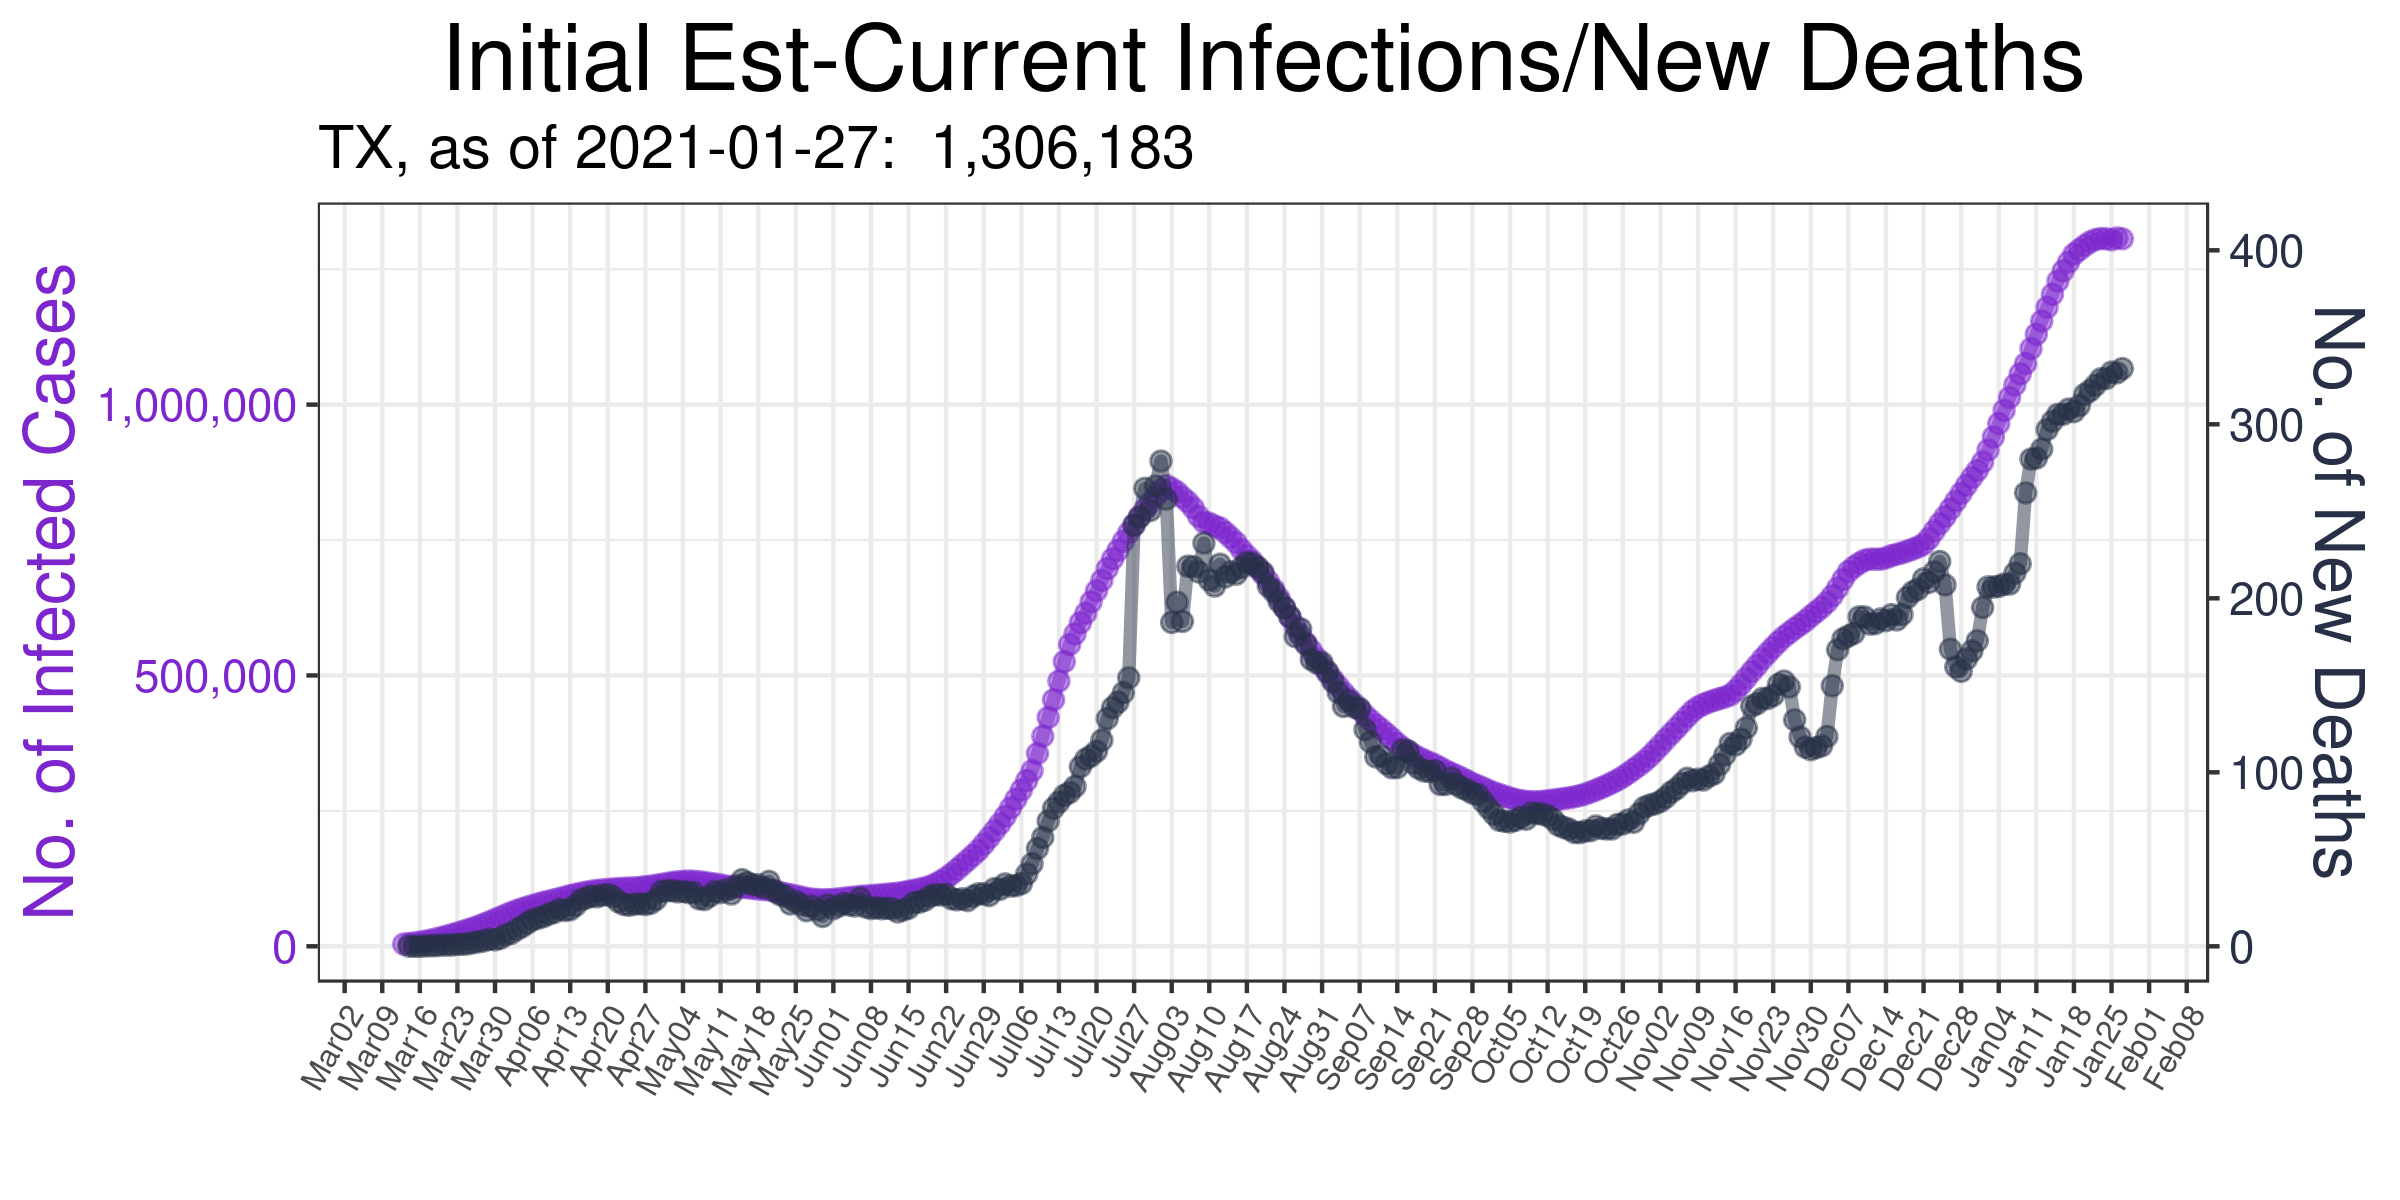 Initial Est-Current Infections/New Deaths
TX, as of 2021-01-27: 1,306,183
No. of Infected Cases
1,000,000
500,000
0
400
300
200
100
0
No. of New Deaths
Mar02
Mar09
Mar16
Mar23
Mar30
Apr06
Apr13
Apr20
Apr27
May04
May11
May18
May25
Jun01
Jun08
Jun15
Jun22
Jun29
Jul06
Jul13
Jul20
Jul27
Aug03
Aug10
Aug17
Aug24
Aug31
Sep07
Sep14
Sep21
Sep28
Oct05
Oct12
Oct19
Oct26
Nov02
Nov09
Nov16
Nov23
Nov30
Dec07
Dec14
Dec21
Dec28
Jan04
Jan11
Jan18
Jan25
Feb01
Feb08